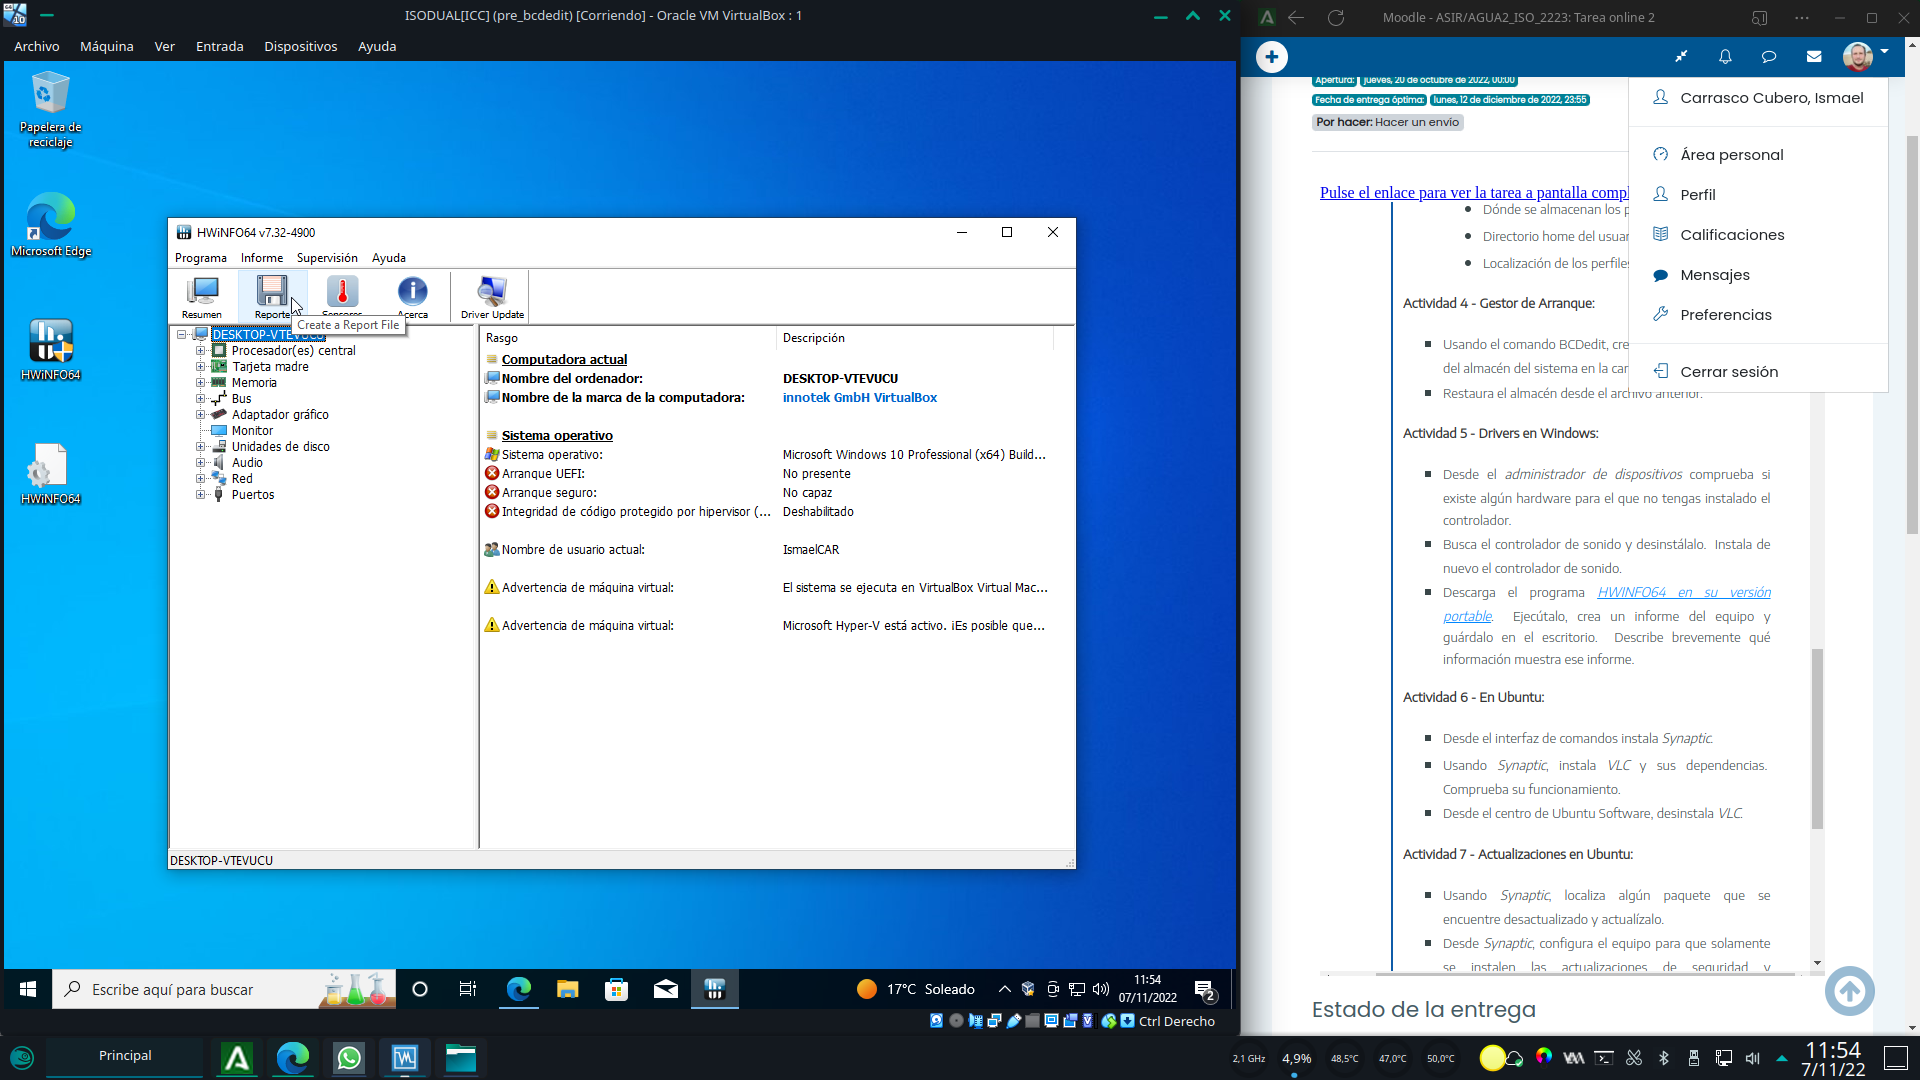 ISODUAL[ICC] (pre_bcdedit) [Corriendo] - Oracle VM VirtualBox : 1
Archivo Máquina Ver Entrada Dispositivos Ayuda
Papelera de reciclaje
Microsoft Edge
HWiNFO64
HWiNFO64
HWiNFO64 v7.32-4900
Programa Informe Supervisión Ayuda
Resumen Reporte Sensores Acerca Driver Update
Create a Report File
DESKTOP-VTEVUCU
Procesador(es) central
Tarjeta madre
Memoria
Bus
Adaptador gráfico
Monitor
Unidades de disco
Audio
Red
Puertos
Rasgo Descripción
Computadora actual
Nombre del ordenador: DESKTOP-VTEVUCU
Nombre de la marca de la computadora: innotek GmbH VirtualBox
Sistema operativo
Sistema operativo: Microsoft Windows 10 Professional (x64) Build...
Arranque UEFI: No presente
Arranque seguro: No capaz
Integridad de código protegido por hipervisor (... Deshabilitado
Nombre de usuario actual: IsmaelCAR
Advertencia de máquina virtual: El sistema se ejecuta en VirtualBox Virtual Mac...
Advertencia de máquina virtual: Microsoft Hyper-V está activo. ¡Es posible que...
DESKTOP-VTEVUCU
Escribe aquí para buscar
17°C Soleado
11:54
07/11/2022
2
Ctrl Derecho
Moodle - ASIR/AGUA2_ISO_2223: Tarea online 2
Apertura: jueves, 20 de octubre de 2022, 00:00
Fecha de entrega óptima: lunes, 12 de diciembre de 2022, 23:55
Por hacer: Hacer un envío
Pulse el enlace para ver la tarea a pantalla compl
Dónde se almacenan los p
Directorio home del usuar
Localización de los perfiles
Actividad 4 - Gestor de Arranque:
Usando el comando BCDedit, cre
del almacén del sistema en la car
Restaura el almacén desde el archivo anterior.
Actividad 5 - Drivers en Windows:
Desde el administrador de dispositivos comprueba si
existe algún hardware para el que no tengas instalado el
controlador.
Busca el controlador de sonido y desinstálalo. Instala de
nuevo el controlador de sonido.
Descarga el programa HWINFO64 en su versión
portable. Ejecútalo, crea un informe del equipo y
guárdalo en el escritorio. Describe brevemente qué
información muestra ese informe.
Actividad 6 - En Ubuntu:
Desde el interfaz de comandos instala Synaptic.
Usando Synaptic, instala VLC y sus dependencias.
Comprueba su funcionamiento.
Desde el centro de Ubuntu Software, desinstala VLC.
Actividad 7 - Actualizaciones en Ubuntu:
Usando Synaptic, localiza algún paquete que se
encuentre desactualizado y actualízalo.
Desde Synaptic, configura el equipo para que solamente
se instalen las actualizaciones de seguridad y
Estado de la entrega
Carrasco Cubero, Ismael
Área personal
Perfil
Calificaciones
Mensajes
Preferencias
Cerrar sesión
Principal
2,1 GHz 4,9% 48,5°C 47,0°C 50,0°C
11:54
7/11/22